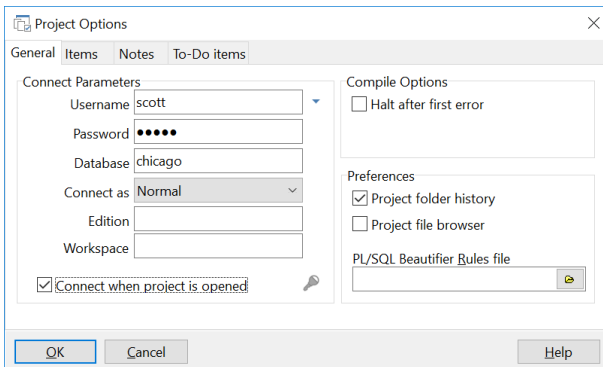 Project Options
General Items Notes To-Do items
Connect Parameters
Username scott
Password •••••
Database chicago
Connect as Normal
Edition
Workspace
Connect when project is opened
Compile Options
Halt after first error
Preferences
Project folder history
Project file browser
PL/SQL Beautifier Rules file
OK Cancel Help